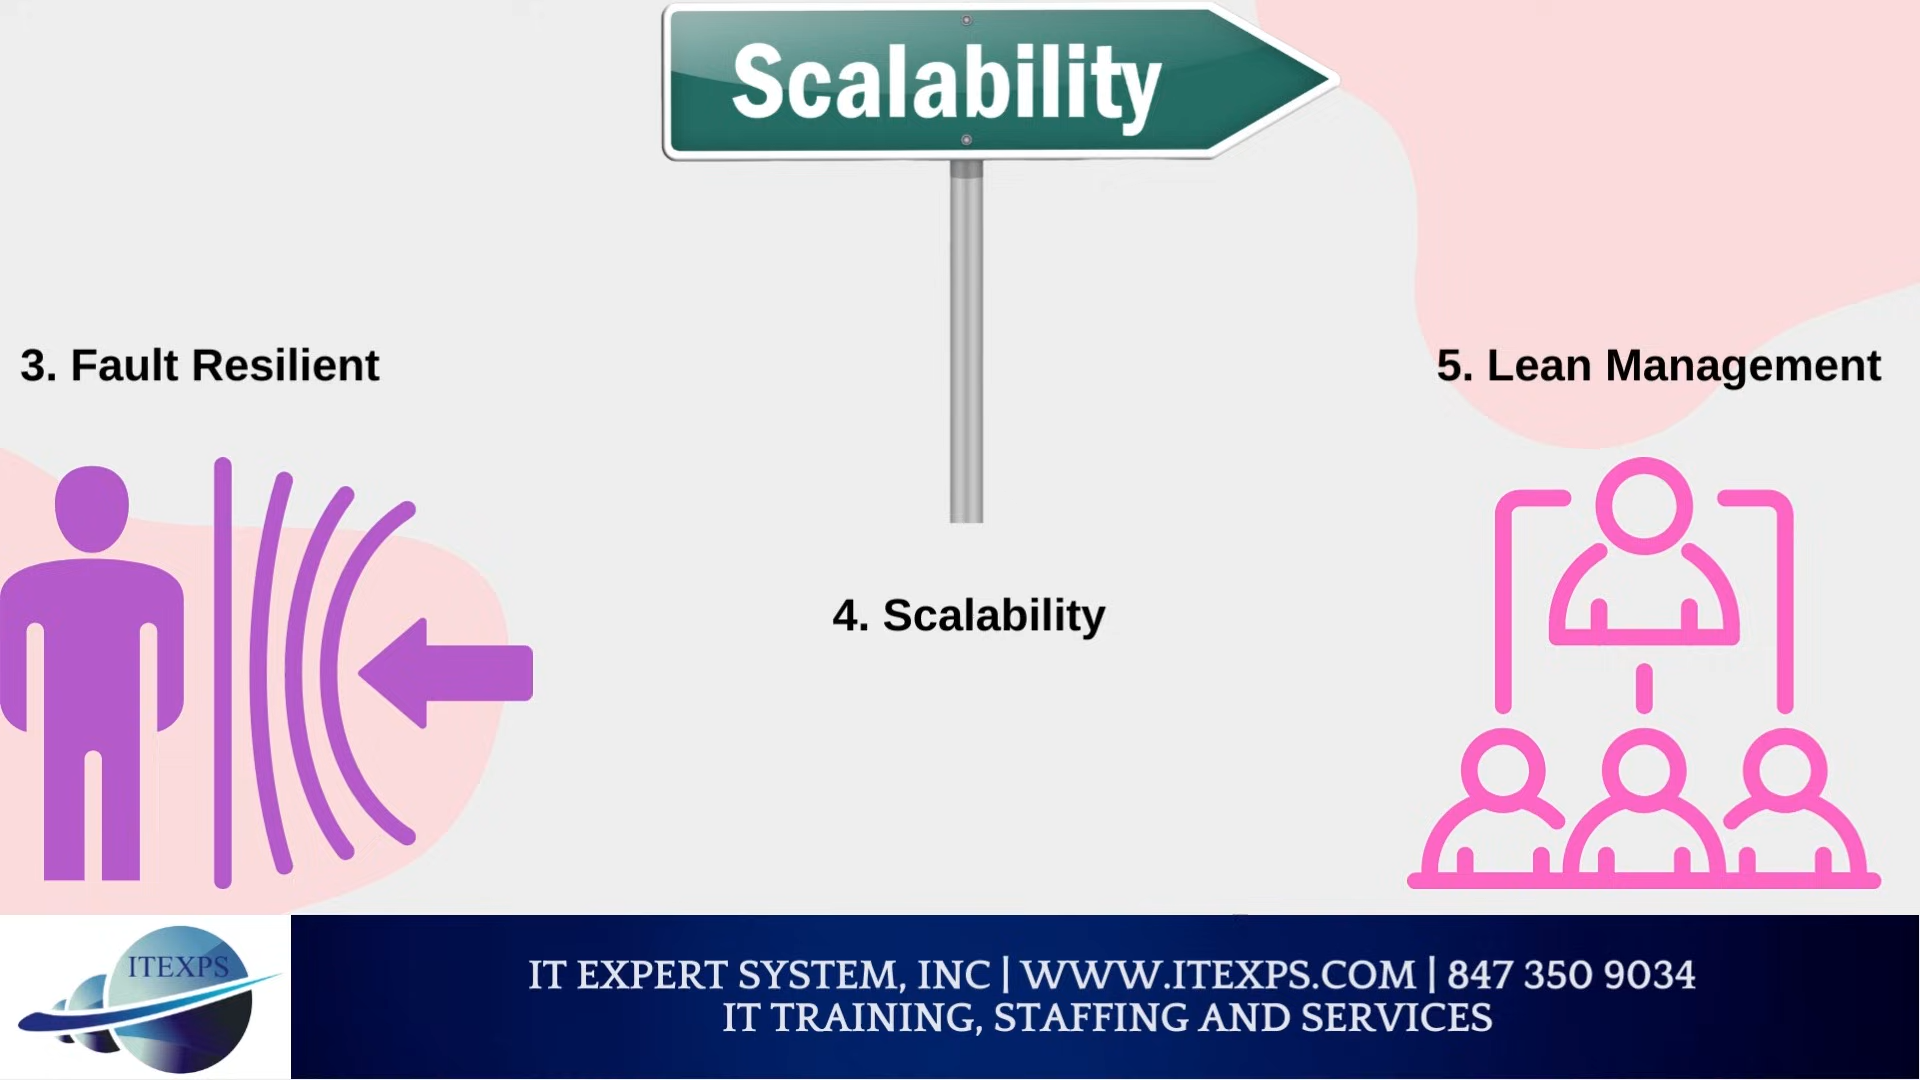 Scalability
3. Fault Resilient
5. Lean Management
4. Scalability
ITEXPS
IT EXPERT SYSTEM, INC | WWW.ITEXPS.COM | 847 350 9034
IT TRAINING, STAFFING AND SERVICES